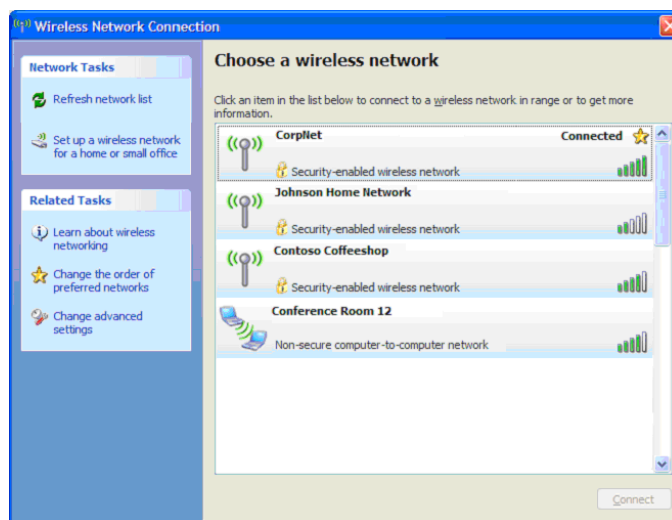 Wireless Network Connection
Network Tasks
Refresh network list
Set up a wireless network
for a home or small office
Related Tasks
Learn about wireless
networking
Change the order of
preferred networks
Change advanced
settings
Choose a wireless network
Click an item in the list below to connect to a wireless network in range or to get more
information.
CorpNet Connected
Security-enabled wireless network
Johnson Home Network
Security-enabled wireless network
Contoso Coffeeshop
Security-enabled wireless network
Conference Room 12
Non-secure computer-to-computer network
Connect